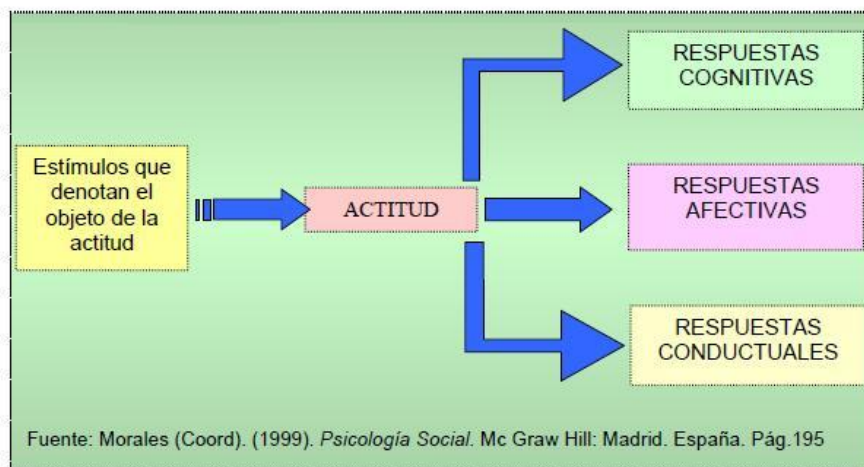 Estímulos que
denotan el
objeto de la
actitud
ACTITUD
RESPUESTAS
COGNITIVAS
RESPUESTAS
AFECTIVAS
RESPUESTAS
CONDUCTUALES
Fuente: Morales (Coord). (1999). Psicología Social. Mc Graw Hill: Madrid. España. Pág.195